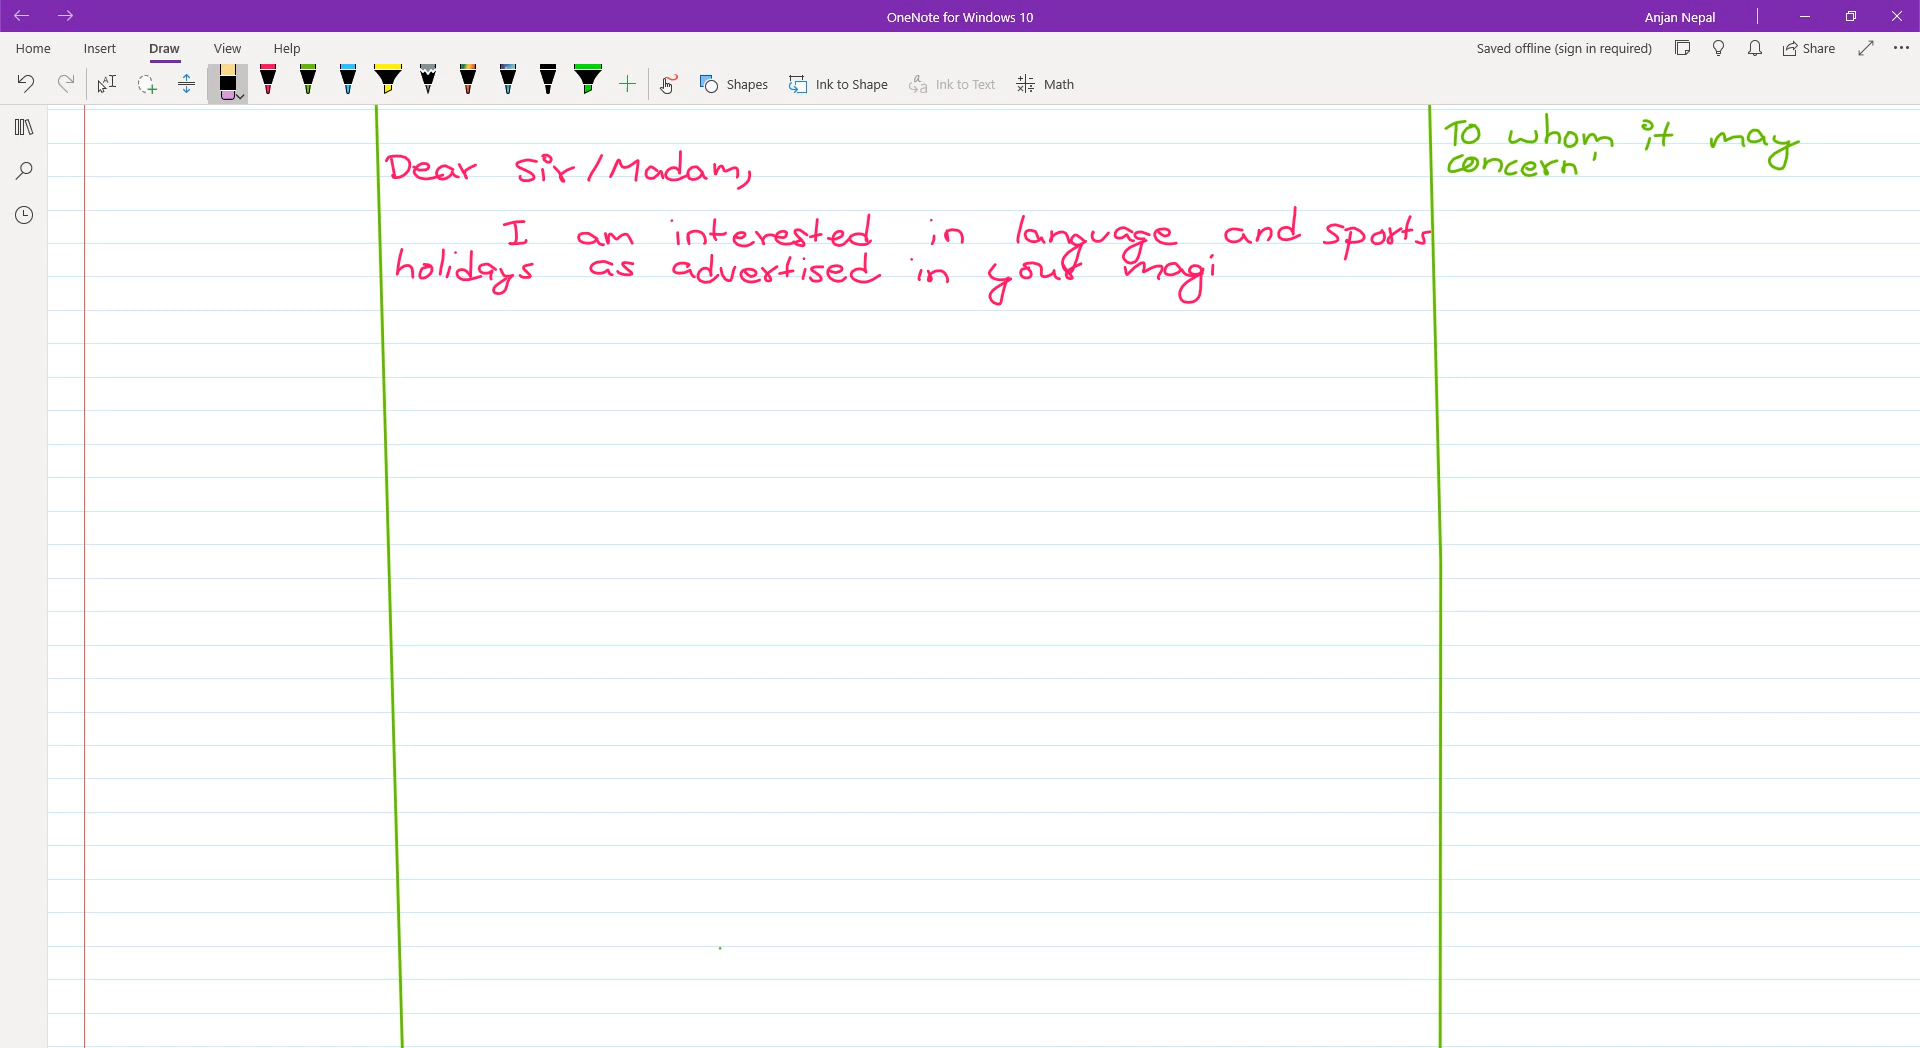 OneNote for Windows 10
Anjan Nepal
Home Insert Draw View Help
Saved offline (sign in required)
Share
Shapes Ink to Shape Ink to Text Math
Dear Sir/Madam,
I am interested in language and sports
holidays as advertised in your magi
To whom it may
concern'